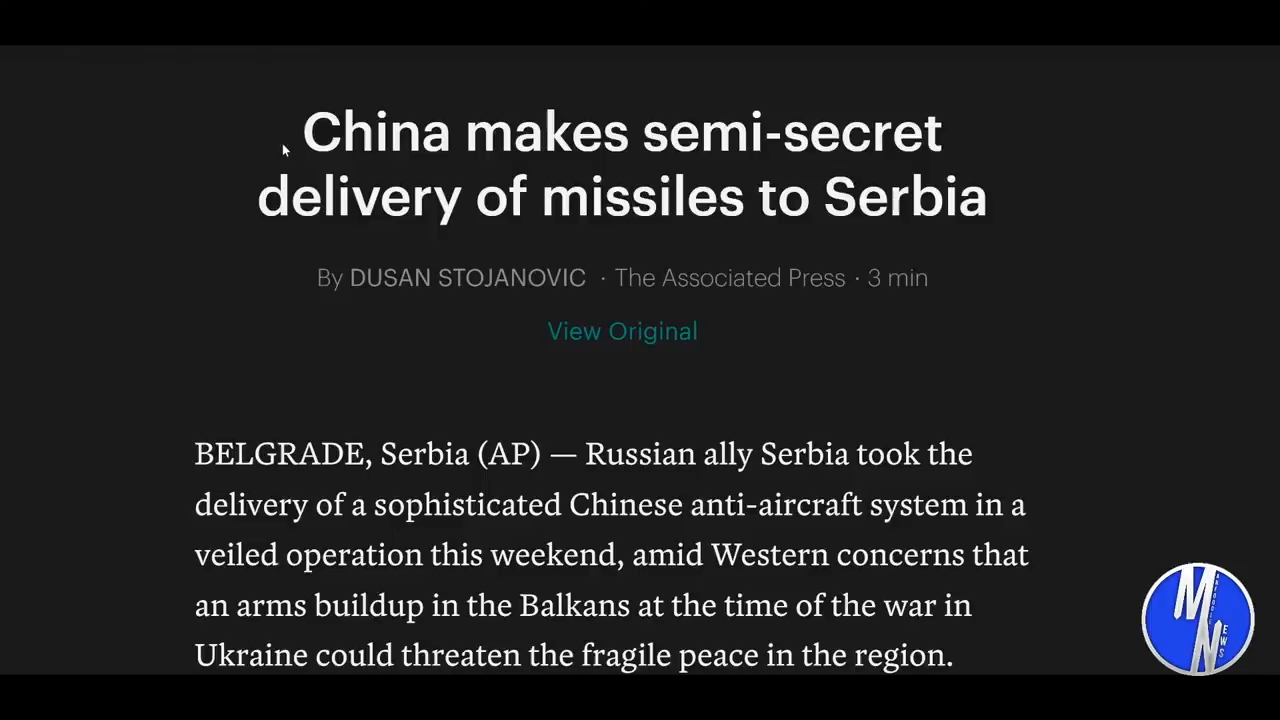 China makes semi-secret
delivery of missiles to Serbia
By DUSAN STOJANOVIC · The Associated Press · 3 min
View Original
BELGRADE, Serbia (AP) — Russian ally Serbia took the
delivery of a sophisticated Chinese anti-aircraft system in a
veiled operation this weekend, amid Western concerns that
an arms buildup in the Balkans at the time of the war in
Ukraine could threaten the fragile peace in the region.